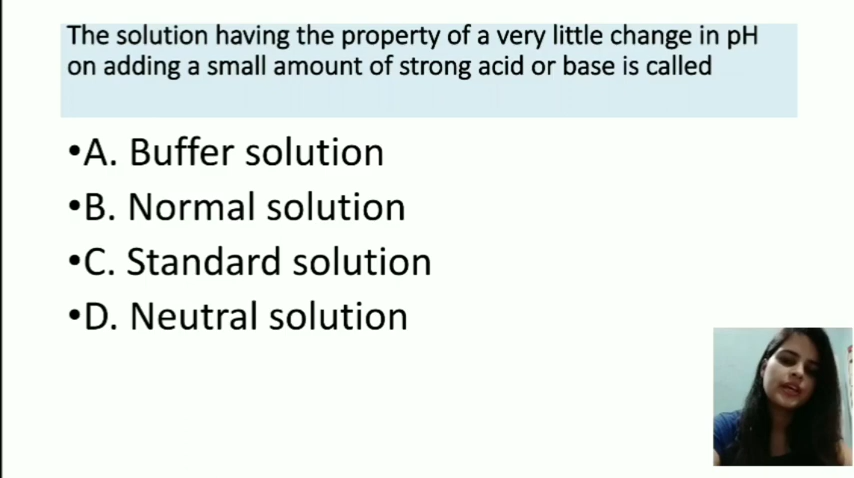 The solution having the property of a very little change in pH
on adding a small amount of strong acid or base is called
•A. Buffer solution
•B. Normal solution
•C. Standard solution
•D. Neutral solution